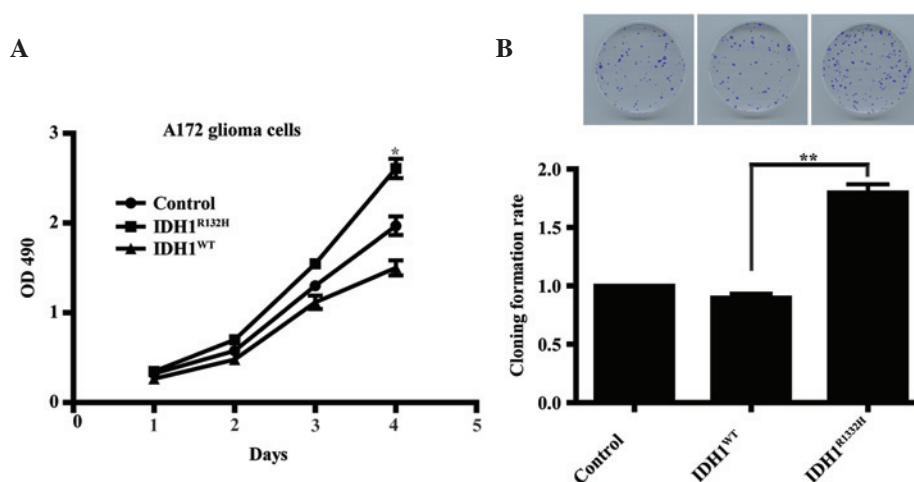 A
A172 glioma cells
3
2
1
0
OD 490
Control
IDH1R132H
IDH1WT
*
0 1 2 3 4 5
Days
B
**
2.0
1.5
1.0
0.5
0.0
Cloning formation rate
Control
IDH1WT
IDH1R1332H